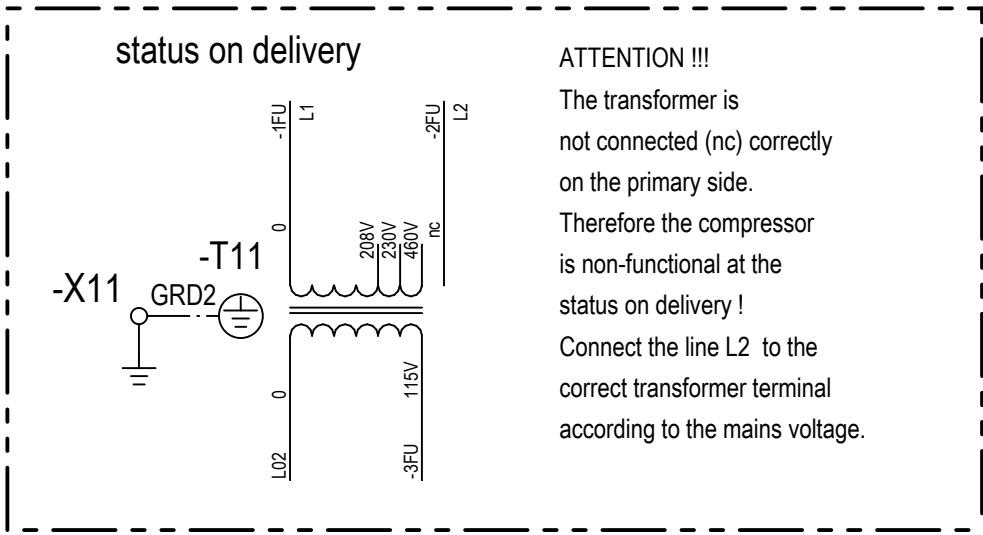 status on delivery
ATTENTION !!!
The transformer is
not connected (nc) correctly
on the primary side.
Therefore the compressor
is non-functional at the
status on delivery !
Connect the line L2 to the
correct transformer terminal
according to the mains voltage.
-1FU
L1
-2FU
L2
0
208V
230V
460V
nc
-T11
-X11
GRD2
0
115V
L02
-3FU